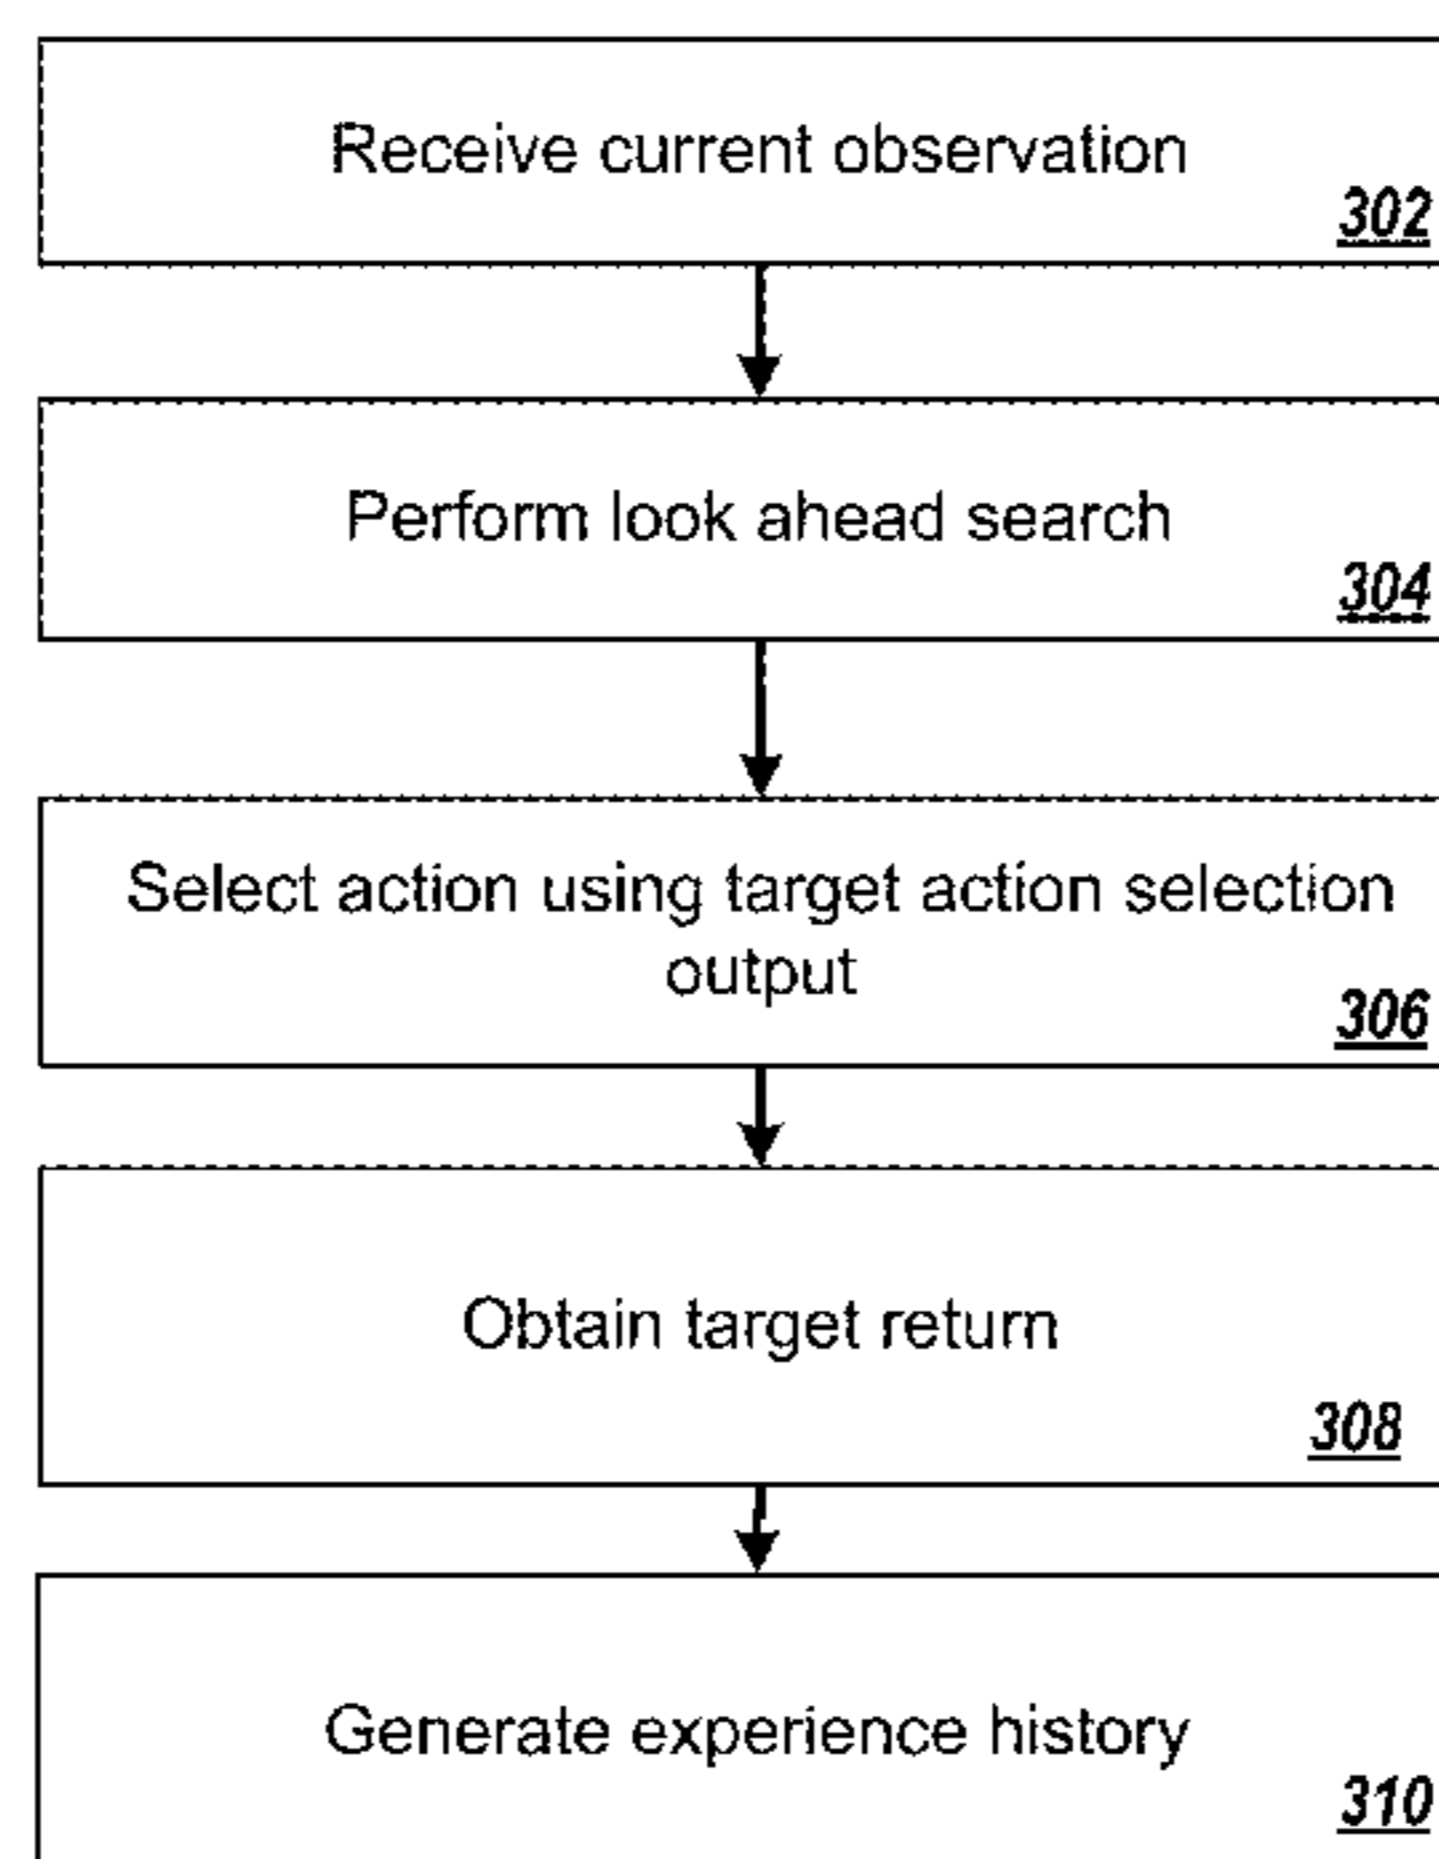 Receive current observation
302
Perform look ahead search
304
Select action using target action selection
output
306
Obtain target return
308
Generate experience history
310